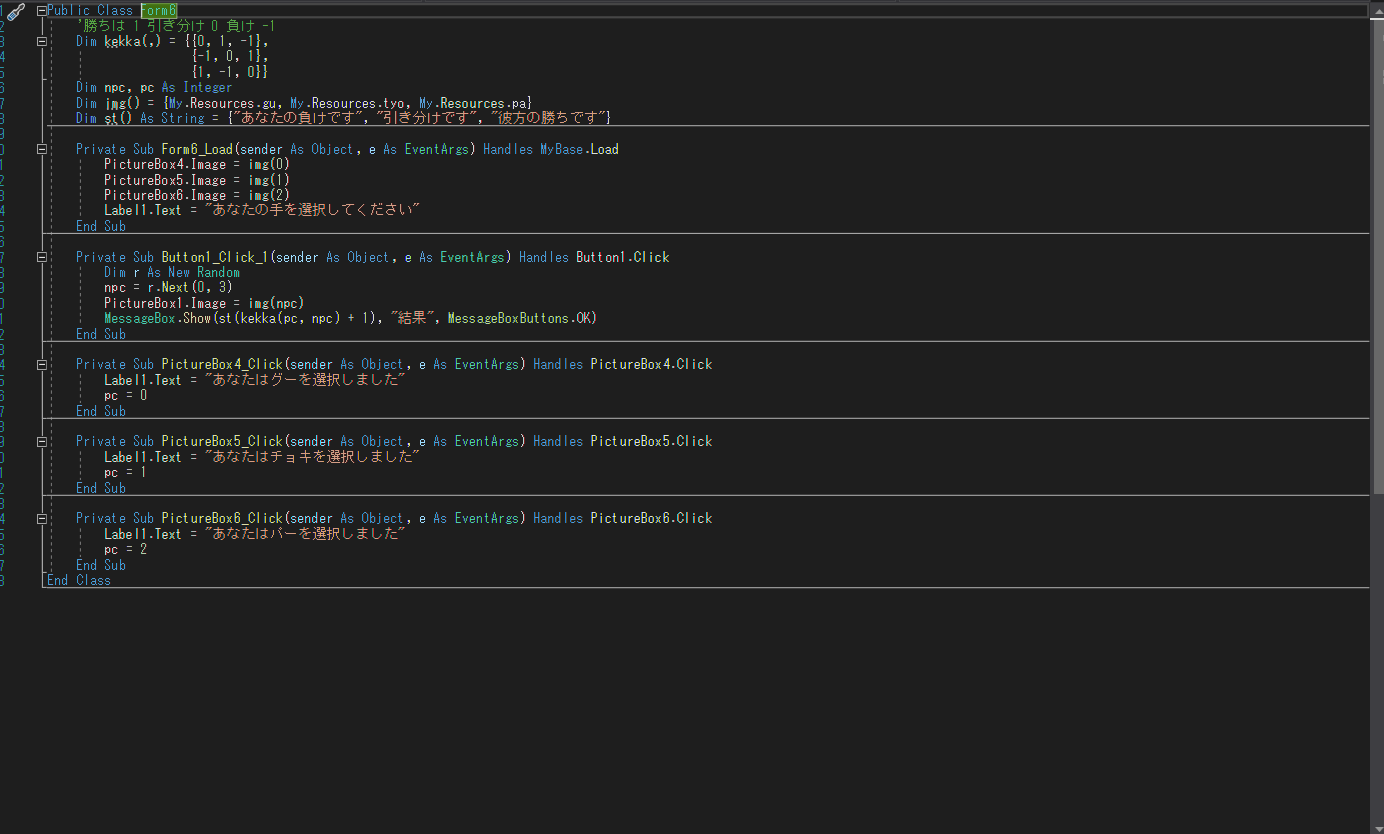 Public Class Form6
'勝ちは 1 引き分け 0 負け -1
Dim kekka(,) = {{0, 1, -1},
{-1, 0, 1},
{1, -1, 0}}
Dim npc, pc As Integer
Dim img() = {My.Resources.gu, My.Resources.tyo, My.Resources.pa}
Dim st() As String = {"あなたの負けです", "引き分けです", "彼方の勝ちです"}
Private Sub Form6_Load(sender As Object, e As EventArgs) Handles MyBase.Load
PictureBox4.Image = img(0)
PictureBox5.Image = img(1)
PictureBox6.Image = img(2)
Label1.Text = "あなたの手を選択してください"
End Sub
Private Sub Button1_Click_1(sender As Object, e As EventArgs) Handles Button1.Click
Dim r As New Random
npc = r.Next(0, 3)
PictureBox1.Image = img(npc)
MessageBox.Show(st(kekka(pc, npc) + 1), "結果", MessageBoxButtons.OK)
End Sub
Private Sub PictureBox4_Click(sender As Object, e As EventArgs) Handles PictureBox4.Click
Label1.Text = "あなたはグーを選択しました"
pc = 0
End Sub
Private Sub PictureBox5_Click(sender As Object, e As EventArgs) Handles PictureBox5.Click
Label1.Text = "あなたはチョキを選択しました"
pc = 1
End Sub
Private Sub PictureBox6_Click(sender As Object, e As EventArgs) Handles PictureBox6.Click
Label1.Text = "あなたはパーを選択しました"
pc = 2
End Sub
End Class